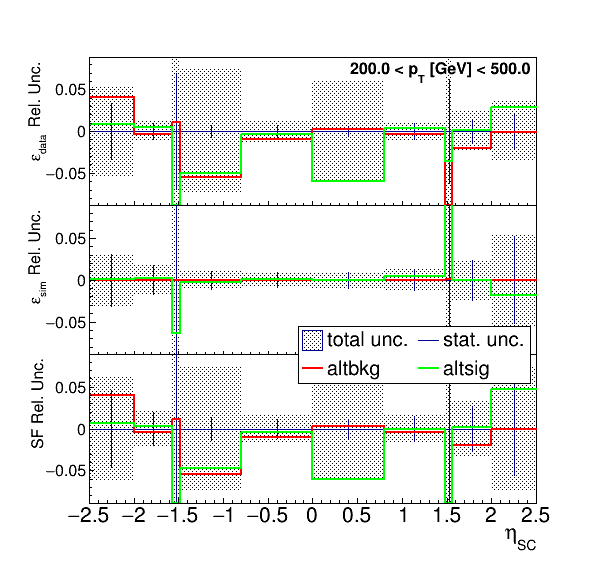 200.0 < p_T [GeV] < 500.0
ε_data Rel. Unc.
0.05
0
−0.05
ε_sim Rel. Unc.
0.05
0
−0.05
total unc. stat. unc.
altbkg altsig
SF Rel. Unc.
0.05
0
−0.05
−2.5 −2 −1.5 −1 −0.5 0 0.5 1 1.5 2 2.5
η_SC